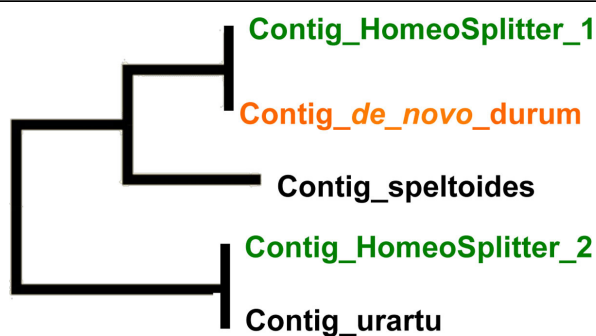 Contig_HomeoSplitter_1
Contig_de_novo_durum
Contig_speltoides
Contig_HomeoSplitter_2
Contig_urartu